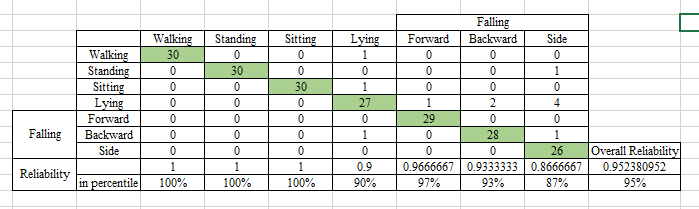 Falling
Walking Standing Sitting Lying Forward Backward Side
Walking 30 0 0 1 0 0 0
Standing 0 30 0 0 0 0 1
Sitting 0 0 30 1 0 0 0
Lying 0 0 0 27 1 2 4
Forward 0 0 0 0 29 0 0
Falling Backward 0 0 0 1 0 28 1
Side 0 0 0 0 0 0 26 Overall Reliability
Reliability 1 1 1 0.9 0.9666667 0.9333333 0.8666667 0.952380952
in percentile 100% 100% 100% 90% 97% 93% 87% 95%